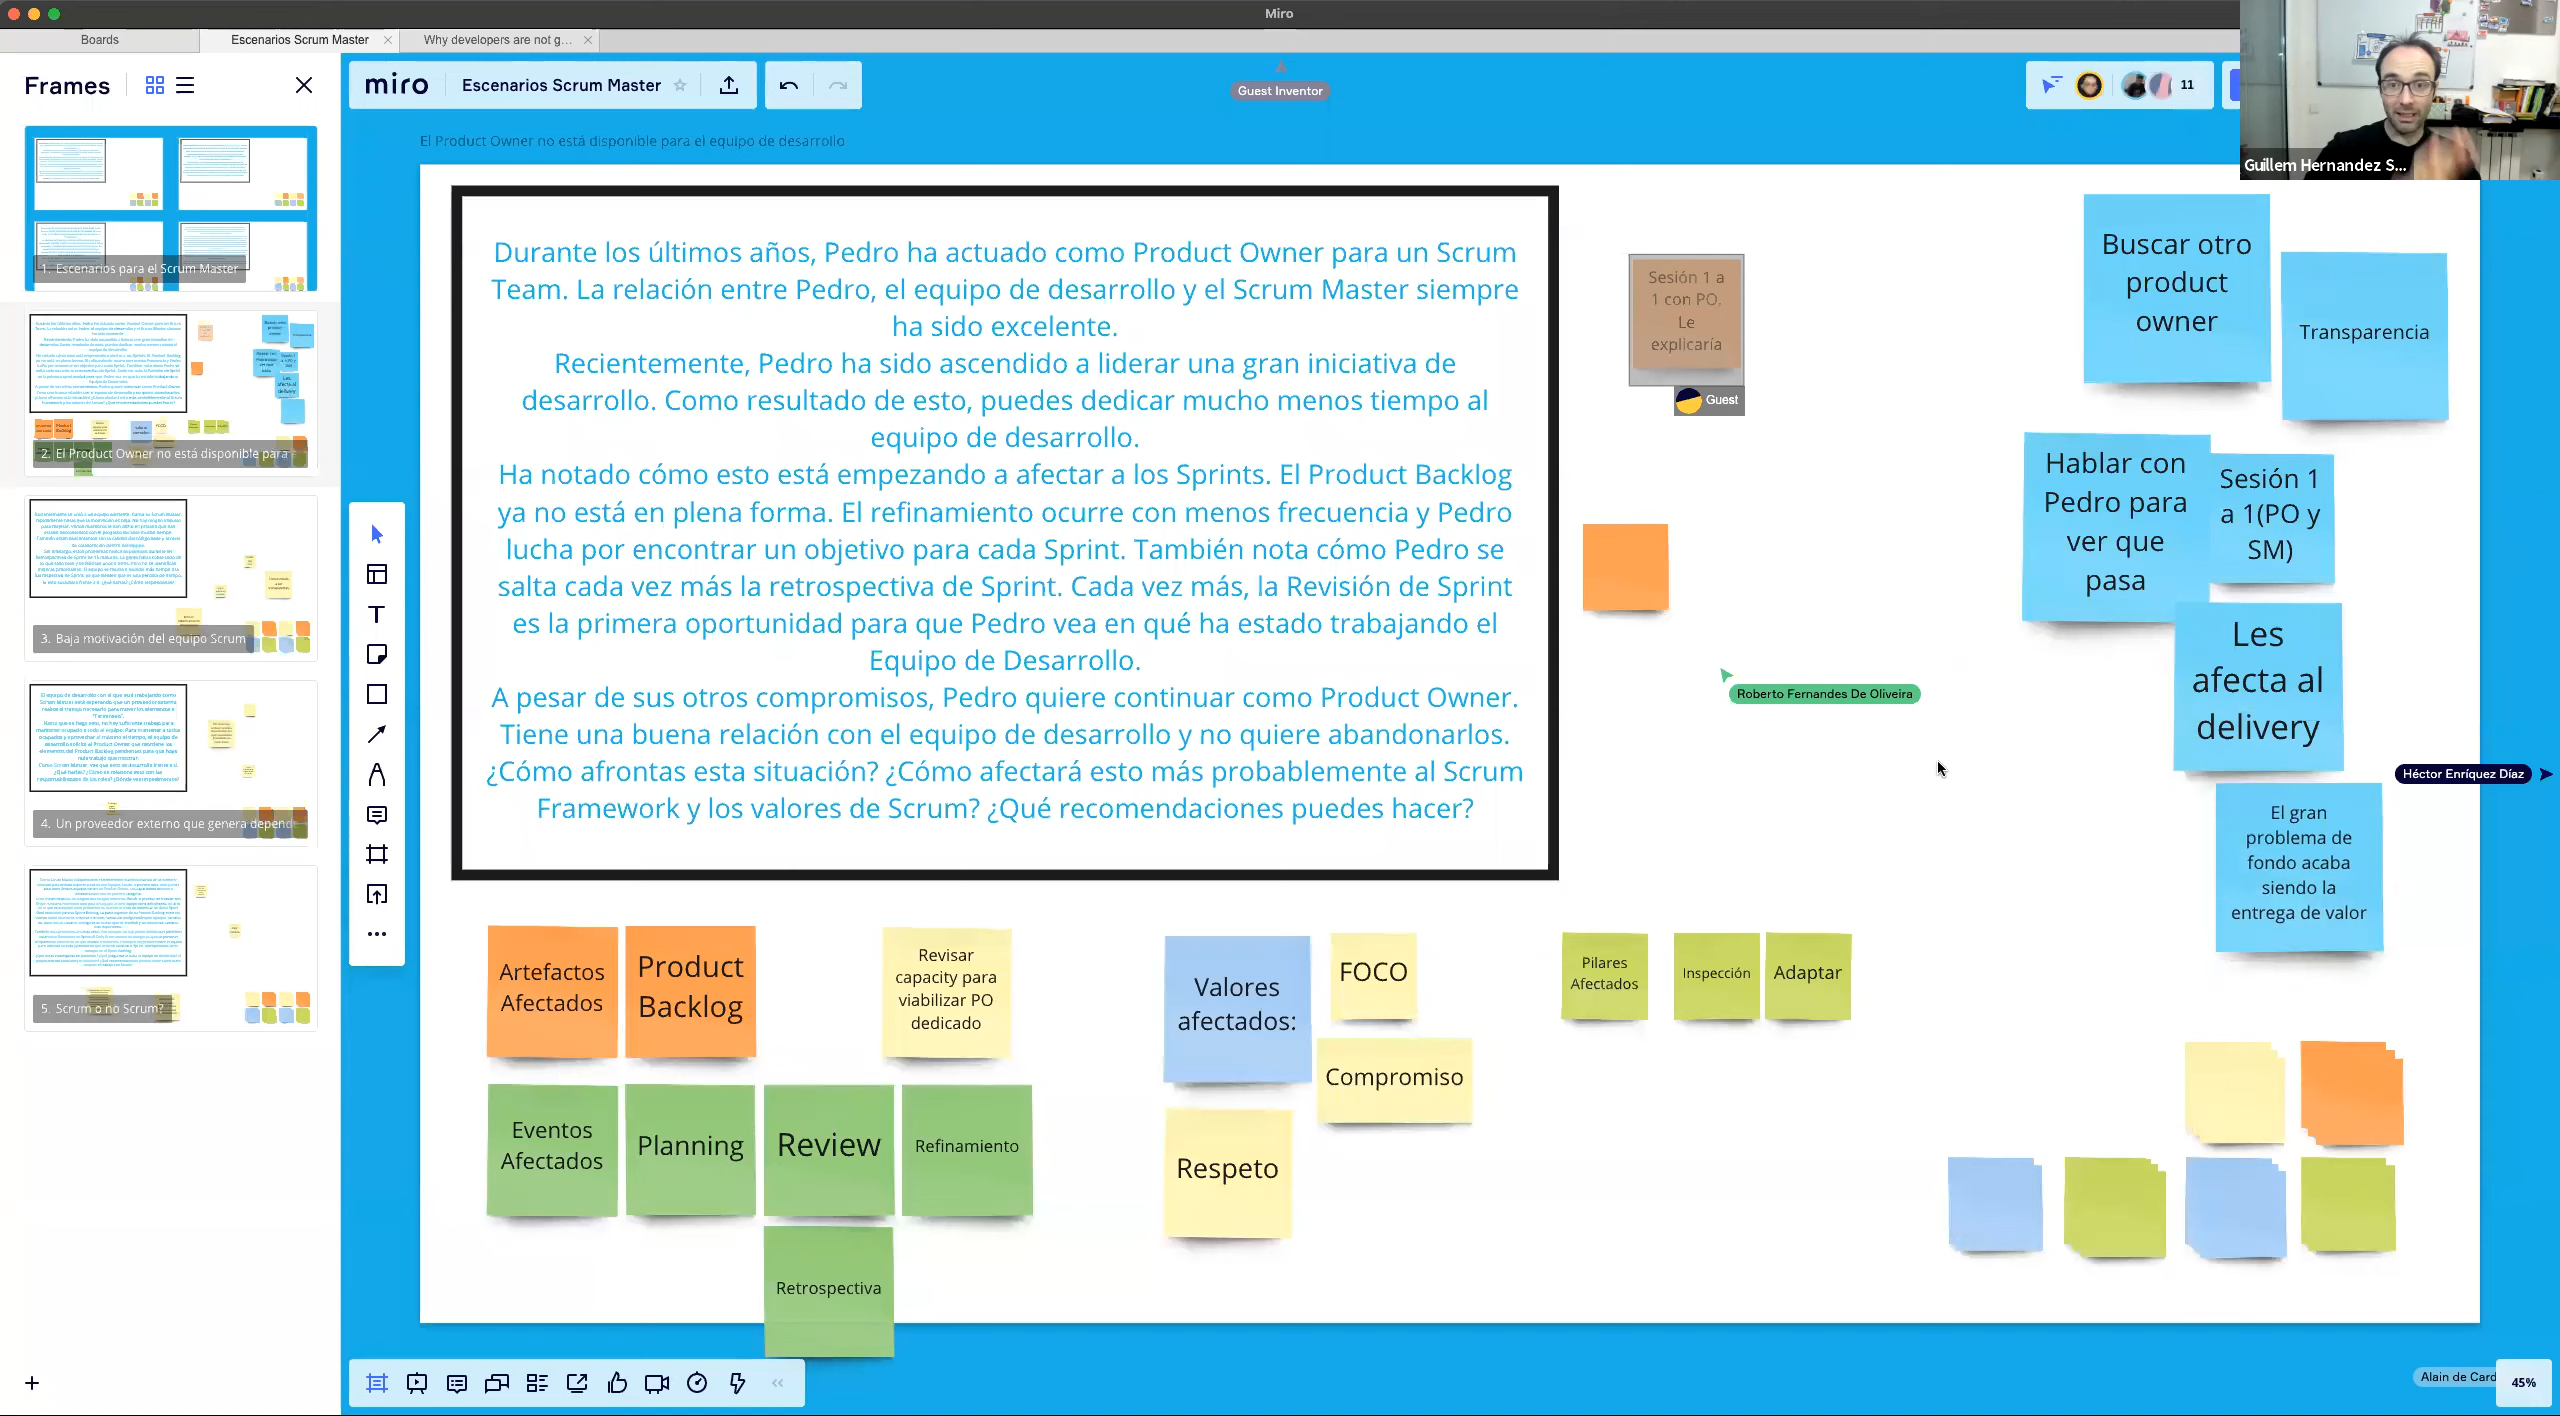 Miro
Boards
Escenarios Scrum Master
Why developers are not g...
Frames
miro
Escenarios Scrum Master
Guest Inventor
11
Guillem Hernandez S...
El Product Owner no está disponible para el equipo de desarrollo
1. Escenarios para el Scrum Master
2. El Product Owner no está disponible para
3. Baja motivación del equipo Scrum
4. Un proveedor externo que genera depend
5. Scrum o no Scrum?
Durante los últimos años, Pedro ha actuado como Product Owner para un Scrum
Team. La relación entre Pedro, el equipo de desarrollo y el Scrum Master siempre
ha sido excelente.
Recientemente, Pedro ha sido ascendido a liderar una gran iniciativa de
desarrollo. Como resultado de esto, puedes dedicar mucho menos tiempo al
equipo de desarrollo.
Ha notado cómo esto está empezando a afectar a los Sprints. El Product Backlog
ya no está en plena forma. El refinamiento ocurre con menos frecuencia y Pedro
lucha por encontrar un objetivo para cada Sprint. También nota cómo Pedro se
salta cada vez más la retrospectiva de Sprint. Cada vez más, la Revisión de Sprint
es la primera oportunidad para que Pedro vea en qué ha estado trabajando el
Equipo de Desarrollo.
A pesar de sus otros compromisos, Pedro quiere continuar como Product Owner.
Tiene una buena relación con el equipo de desarrollo y no quiere abandonarlos.
¿Cómo afrontas esta situación? ¿Cómo afectará esto más probablemente al Scrum
Framework y los valores de Scrum? ¿Qué recomendaciones puedes hacer?
Sesión 1 a
1 con PO,
Le
explicaría
Guest
Roberto Fernandes De Oliveira
Buscar otro
product
owner
Transparencia
Hablar con
Pedro para
ver que
pasa
Sesión 1
a 1(PO y
SM)
Les
afecta al
delivery
Héctor Enríquez Díaz
El gran
problema de
fondo acaba
siendo la
entrega de valor
Artefactos
Afectados
Product
Backlog
Revisar
capacity para
viabilizar PO
dedicado
Valores
afectados:
FOCO
Compromiso
Respeto
Pilares
Afectados
Inspección
Adaptar
Eventos
Afectados
Planning
Review
Refinamiento
Retrospectiva
Alain de Card
45%